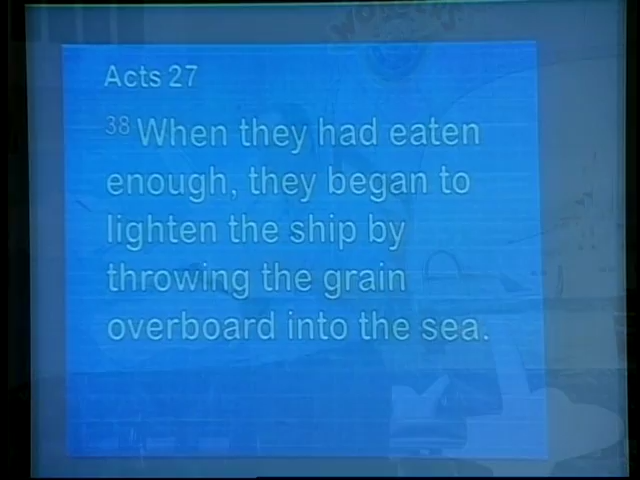 Acts 27
38 When they had eaten
enough, they began to
lighten the ship by
throwing the grain
overboard into the sea.